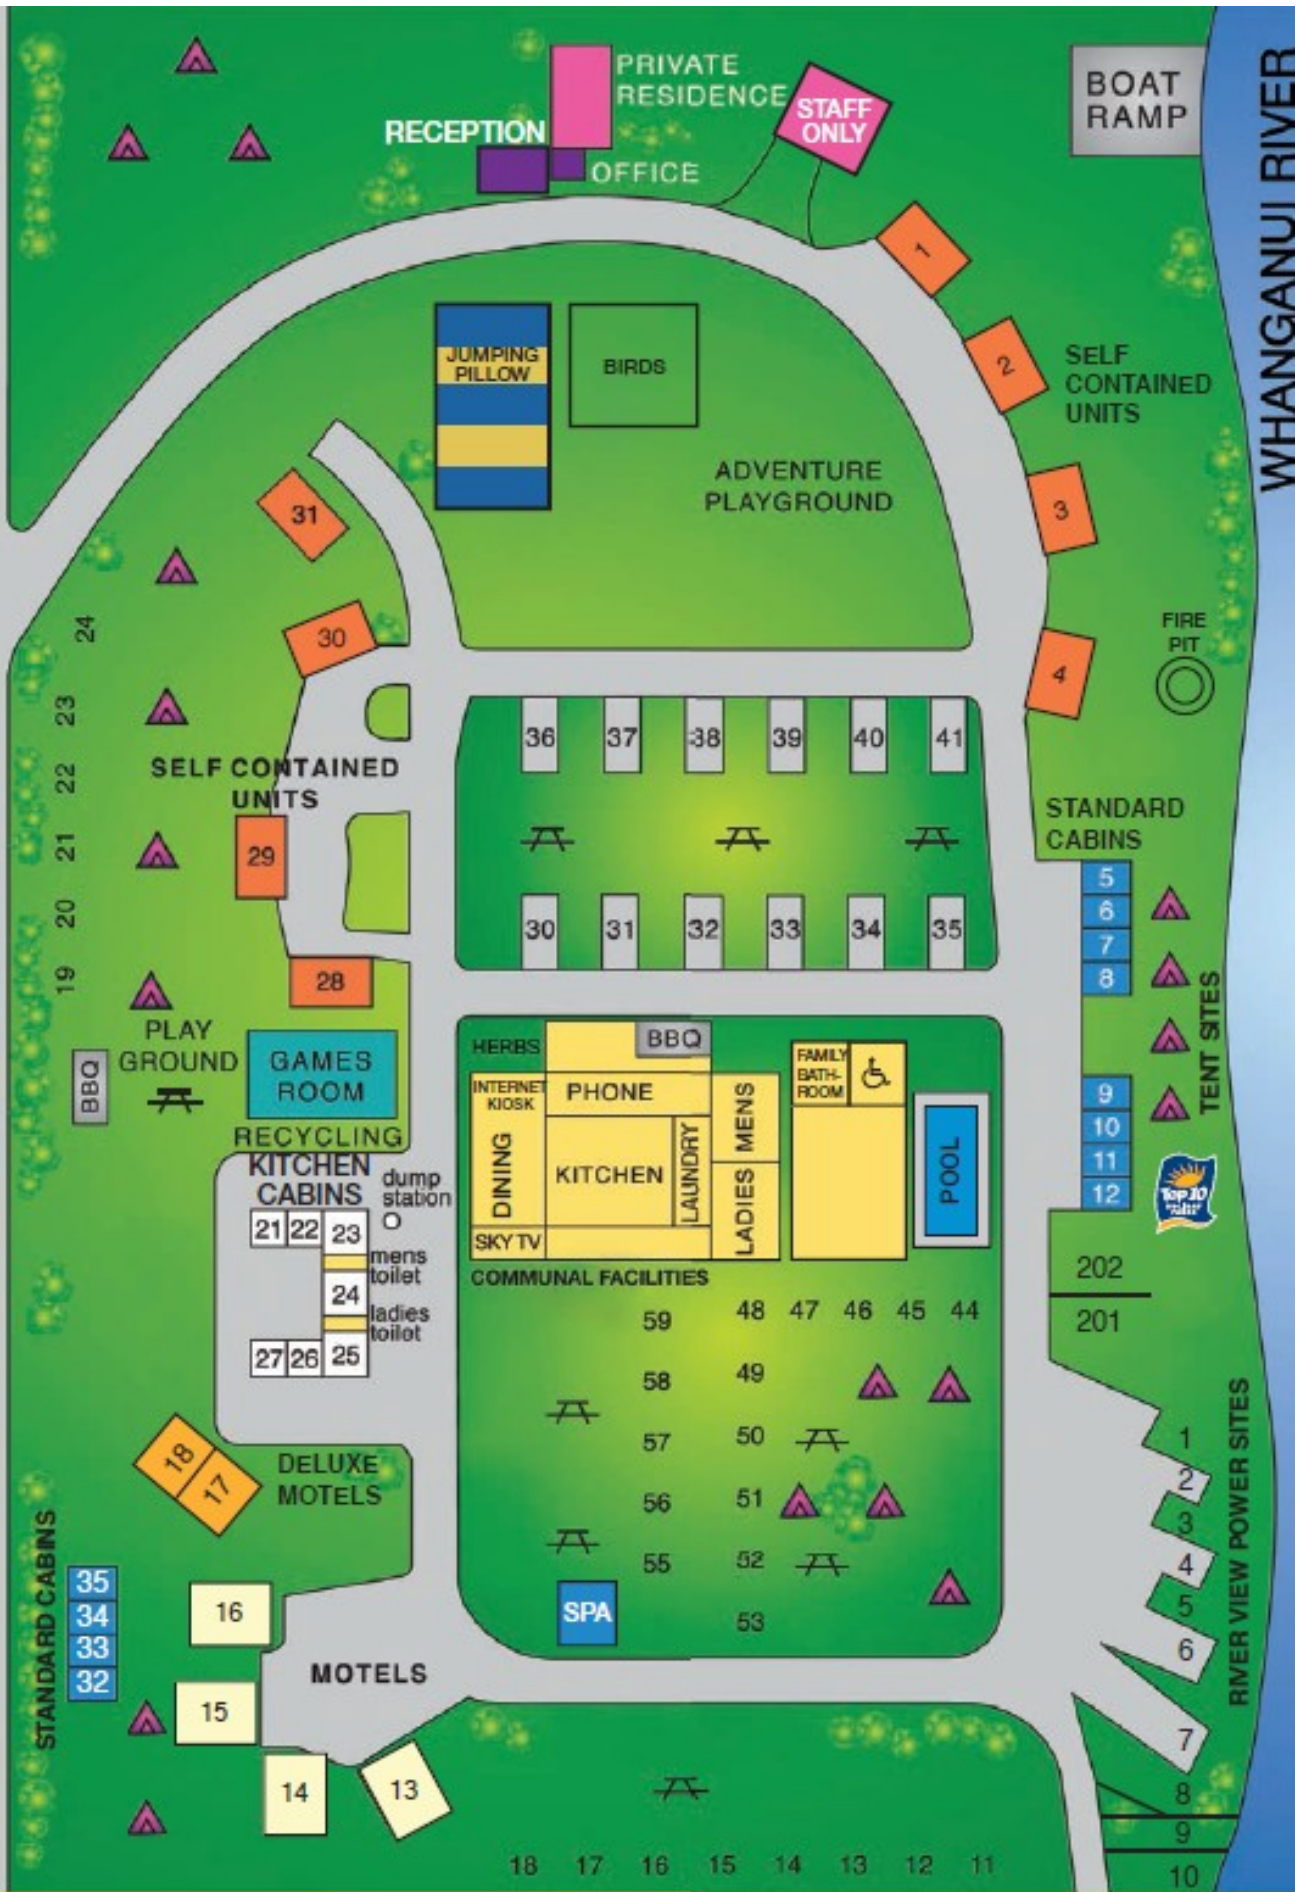 PRIVATE
RESIDENCE
STAFF
ONLY
RECEPTION
OFFICE
BOAT
RAMP
WHANGANUI RIVER
1
2
SELF
CONTAINED
UNITS
3
4
JUMPING
PILLOW
BIRDS
ADVENTURE
PLAYGROUND
FIRE
PIT
31
30
24
23
22
21
20
19
SELF CONTAINED
UNITS
29
28
36 37 38 39 40 41
30 31 32 33 34 35
STANDARD
CABINS
5
6
7
8
TENT SITES
9
10
11
12
Top 10
PLAY
GROUND
BBQ
GAMES
ROOM
RECYCLING
KITCHEN
CABINS
dump
station
21 22 23
mens
toilet
24
ladies
toilet
27 26 25
HERBS
BBQ
INTERNET
KIOSK
PHONE
DINING
KITCHEN
LAUNDRY
MENS
LADIES
SKY TV
FAMILY
BATH-
ROOM
POOL
COMMUNAL FACILITIES
59 48 47 46 45 44
58 49
57 50
56 51
55 52
53
SPA
202
201
RIVER VIEW POWER SITES
1
2
3
4
5
6
7
8
9
10
18
17
DELUXE
MOTELS
STANDARD CABINS
35
34
33
32
16
15
MOTELS
14
13
18 17 16 15 14 13 12 11